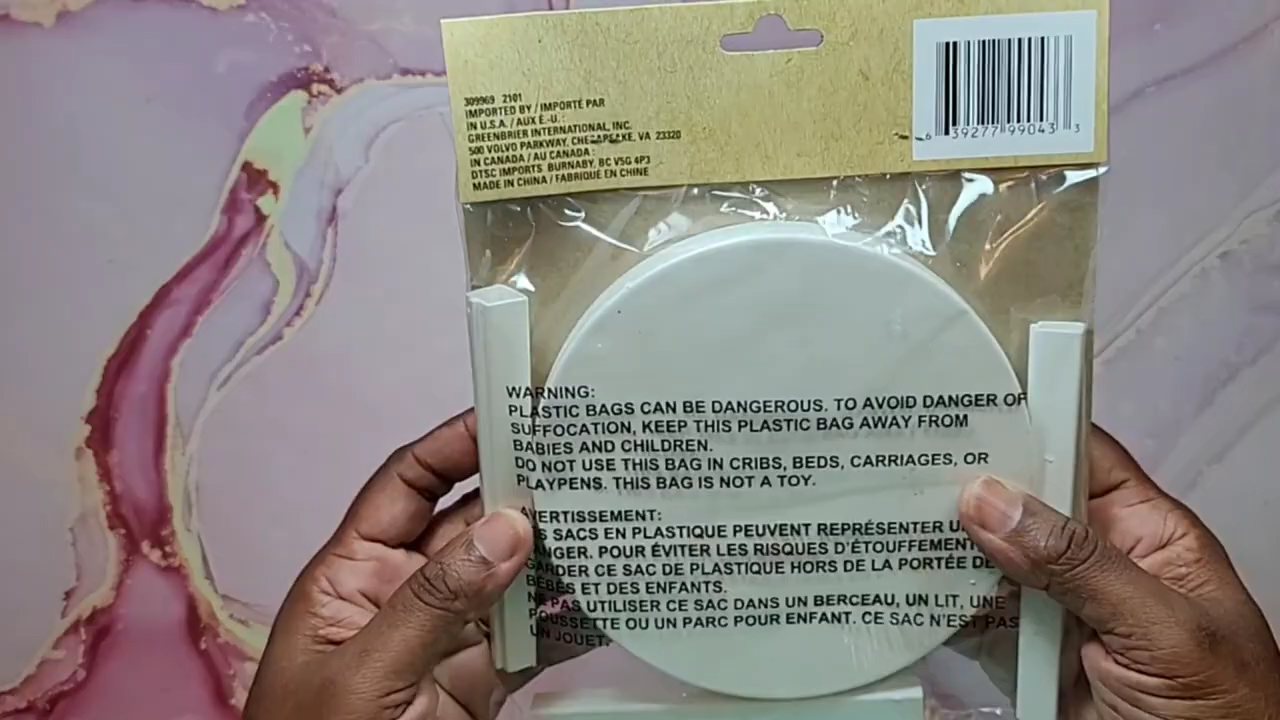 309969 2101
IMPORTED BY / IMPORTÉ PAR
IN U.S.A. / AUX É.-U. :
GREENBRIER INTERNATIONAL, INC.
500 VOLVO PARKWAY, CHESAPEAKE, VA 23320
IN CANADA / AU CANADA :
DTSC IMPORTS BURNABY, BC V5G 4P3
MADE IN CHINA / FABRIQUÉ EN CHINE
6 39277 99043 3
WARNING:
PLASTIC BAGS CAN BE DANGEROUS. TO AVOID DANGER OF
SUFFOCATION, KEEP THIS PLASTIC BAG AWAY FROM
BABIES AND CHILDREN.
DO NOT USE THIS BAG IN CRIBS, BEDS, CARRIAGES, OR
PLAYPENS. THIS BAG IS NOT A TOY.
AVERTISSEMENT:
SACS EN PLASTIQUE PEUVENT REPRÉSENTER
POUR ÉVITER LES RISQUES D'ÉTOUFFEMENT,
GARDER CE SAC DE PLASTIQUE HORS DE LA PORTÉE DE
BÉBÉS ET DES ENFANTS.
NE PAS UTILISER CE SAC DANS UN BERCEAU, UN LIT, UNE
POUSSETTE OU UN PARC POUR ENFANT. CE SAC N'EST PAS
UN JOUET.